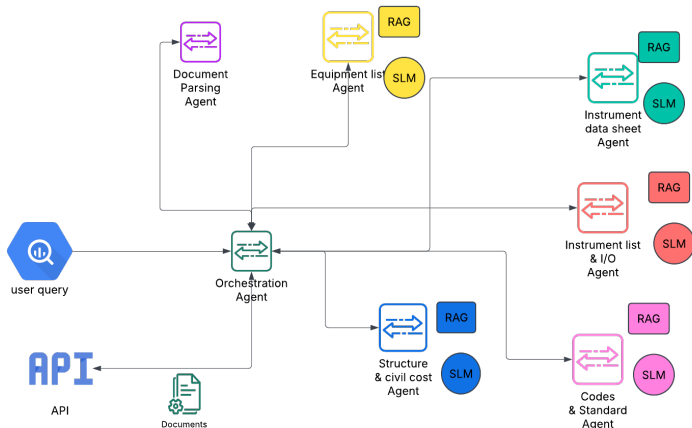 RAG
Document
Parsing
Agent
Equipment list
Agent
SLM
RAG
SLM
Instrument
data sheet
Agent
RAG
SLM
Instrument list
& I/O
Agent
user query
Orchestration
Agent
RAG
SLM
Structure
& civil cost
Agent
RAG
SLM
Codes
& Standard
Agent
API
API
Documents